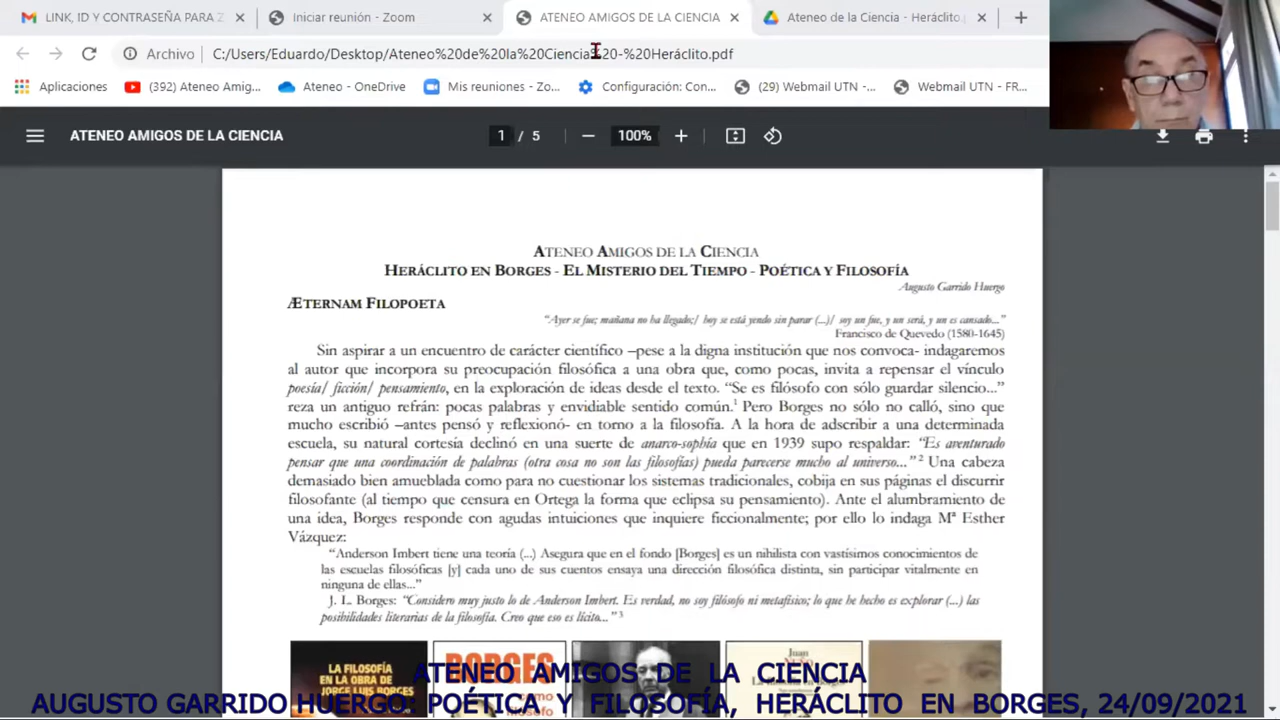 LINK, ID Y CONTRASEÑA PARA Z
Iniciar reunión - Zoom
ATENEO AMIGOS DE LA CIENCIA
Ateneo de la Ciencia - Heráclito
Archivo
C:/Users/Eduardo/Desktop/Ateneo%20de%20la%20Ciencia%20-%20Heráclito.pdf
Aplicaciones
(392) Ateneo Amig...
Ateneo - OneDrive
Mis reuniones - Zo...
Configuración: Con...
(29) Webmail UTN -...
Webmail UTN - FR...
ATENEO AMIGOS DE LA CIENCIA
1 / 5
100%
ATENEO AMIGOS DE LA CIENCIA
HERÁCLITO EN BORGES - EL MISTERIO DEL TIEMPO - POÉTICA Y FILOSOFÍA
Augusto Garrido Huergo
ÆTERNAM FILOPOETA
“Ayer se fue; mañana no ha llegado;/ hoy se está yendo sin parar (...)/ soy un fue, y un será, y un es cansado...”
Francisco de Quevedo (1580-1645)
Sin aspirar a un encuentro de carácter científico –pese a la digna institución que nos convoca- indagaremos
al autor que incorpora su preocupación filosófica a una obra que, como pocas, invita a repensar el vínculo
poesía/ ficción/ pensamiento, en la exploración de ideas desde el texto. “Se es filósofo con sólo guardar silencio...”
reza un antiguo refrán: pocas palabras y envidiable sentido común.1 Pero Borges no sólo no calló, sino que
mucho escribió –antes pensó y reflexionó- en torno a la filosofía. A la hora de adscribir a una determinada
escuela, su natural cortesía declinó en una suerte de anarco-sophía que en 1939 supo respaldar: “Es aventurado
pensar que una coordinación de palabras (otra cosa no son las filosofías) pueda parecerse mucho al universo...” 2 Una cabeza
demasiado bien amueblada como para no cuestionar los sistemas tradicionales, cobija en sus páginas el discurrir
filosofante (al tiempo que censura en Ortega la forma que eclipsa su pensamiento). Ante el alumbramiento de
una idea, Borges responde con agudas intuiciones que inquiere ficcionalmente; por ello lo indaga Mª Esther
Vázquez:
“Anderson Imbert tiene una teoría (...) Asegura que en el fondo [Borges] es un nihilista con vastísimos conocimientos de
las escuelas filosóficas [y] cada uno de sus cuentos ensaya una dirección filosófica distinta, sin participar vitalmente en
ninguna de ellas...”
J. L. Borges: “Considero muy justo lo de Anderson Imbert. Es verdad, no soy filósofo ni metafísico; lo que he hecho es explorar (...) las
posibilidades literarias de la filosofía. Creo que eso es lícito...” 3
LA FILOSOFÍA
EN LA OBRA DE
JORGE LUIS BORGES
BORGES
como
filósofo
Juan
ATENEO AMIGOS DE LA CIENCIA
AUGUSTO GARRIDO HUERGO. POÉTICA Y FILOSOFÍA, HERÁCLITO EN BORGES, 24/09/2021